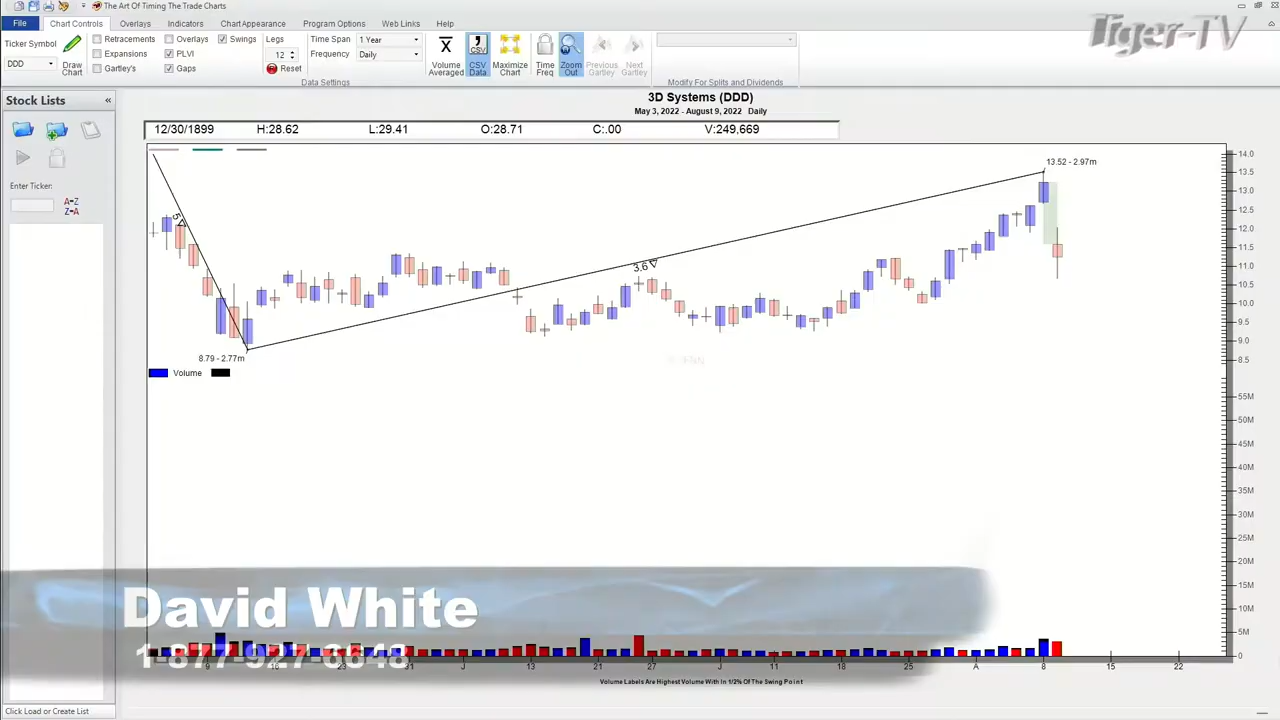 The Art Of Timing The Trade Charts
File Chart Controls Overlays Indicators Chart Appearance Program Options Web Links Help
Tiger-TV
Ticker Symbol
DDD
Draw Chart
Retracements Overlays Swings
Expansions PLVI
Gartley's Gaps
Legs
12
Reset
Time Span 1 Year
Frequency Daily
Data Settings
Volume Averaged
CSV
CSV Data
Maximize Chart
Time Freq
Zoom Out
Previous Gartley
Next Gartley
Modify For Splits and Dividends
Stock Lists «
Enter Ticker:
A-Z
Z-A
3D Systems (DDD)
May 3, 2022 - August 9, 2022 Daily
12/30/1899 H:28.62 L:29.41 O:28.71 C:.00 V:249,669
13.52 - 2.97m
5
3.6
8.79 - 2.77m
Volume
14.0
13.5
13.0
12.5
12.0
11.5
11.0
10.5
10.0
9.5
9.0
8.5
55M
50M
45M
40M
35M
30M
25M
20M
15M
10M
5M
0
David White
1-877-927-6648
J 13 21 27 J 11 18 25 A 8 15 22
Volume Labels Are Highest Volume With In 1/2% Of The Swing Point
Click Load or Create List